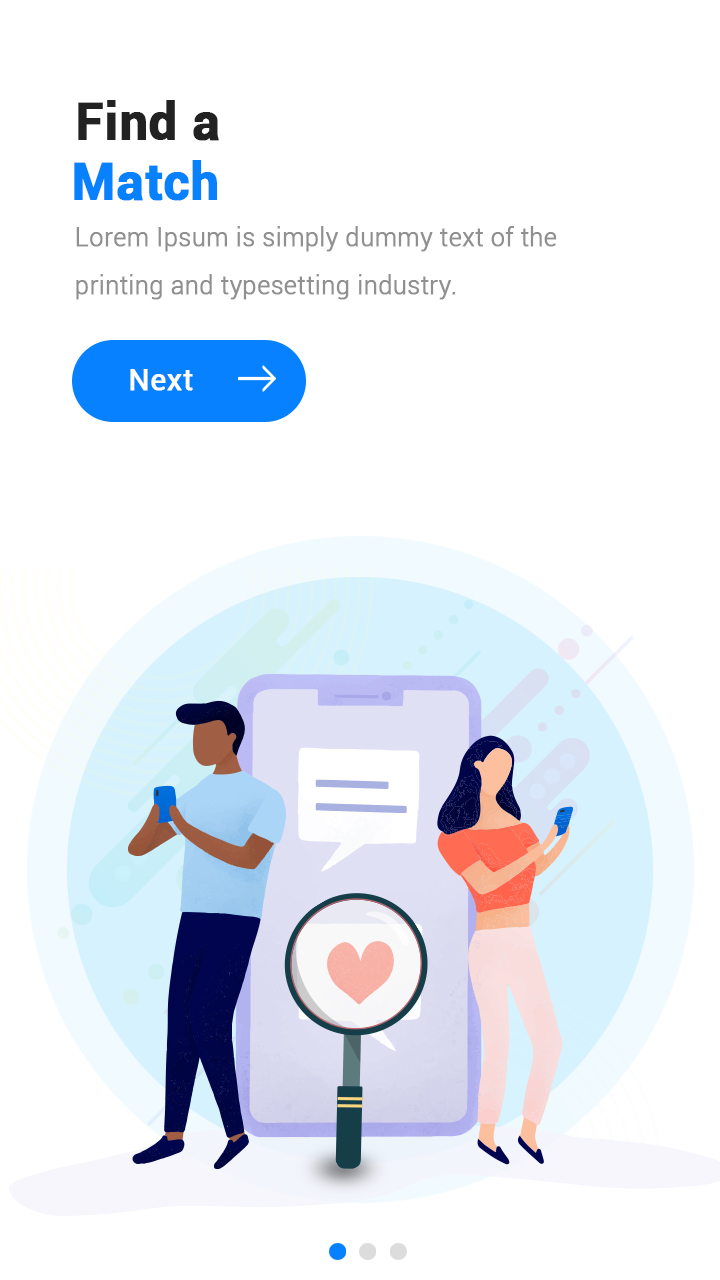 Find a
Match
Lorem Ipsum is simply dummy text of the
printing and typesetting industry.
Next